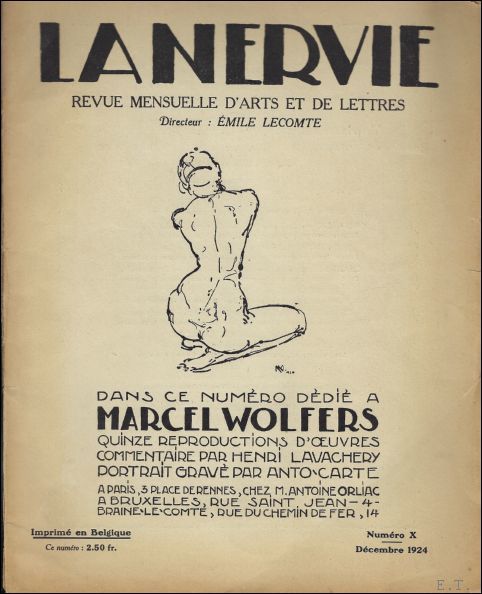 LA NERVIE
REVUE MENSUELLE D'ARTS ET DE LETTRES
Directeur : ÉMILE LECOMTE
DANS CE NUMÉRO DÉDIÉ A
MARCEL WOLFERS
QUINZE REPRODUCTIONS D'ŒUVRES
COMMENTAIRE PAR HENRI LAVACHERY
PORTRAIT GRAVÉ PAR ANTO-CARTE
A PARIS, 3 PLACE DE RENNES, CHEZ M. ANTOINE ORLIAC
A BRUXELLES, RUE SAINT JEAN - 4 -
BRAINE-LE-COMTE, RUE DU CHEMIN DE FER, 14
Imprimé en Belgique
Ce numéro : 2.50 fr.
Numéro X
Décembre 1924
E.T.